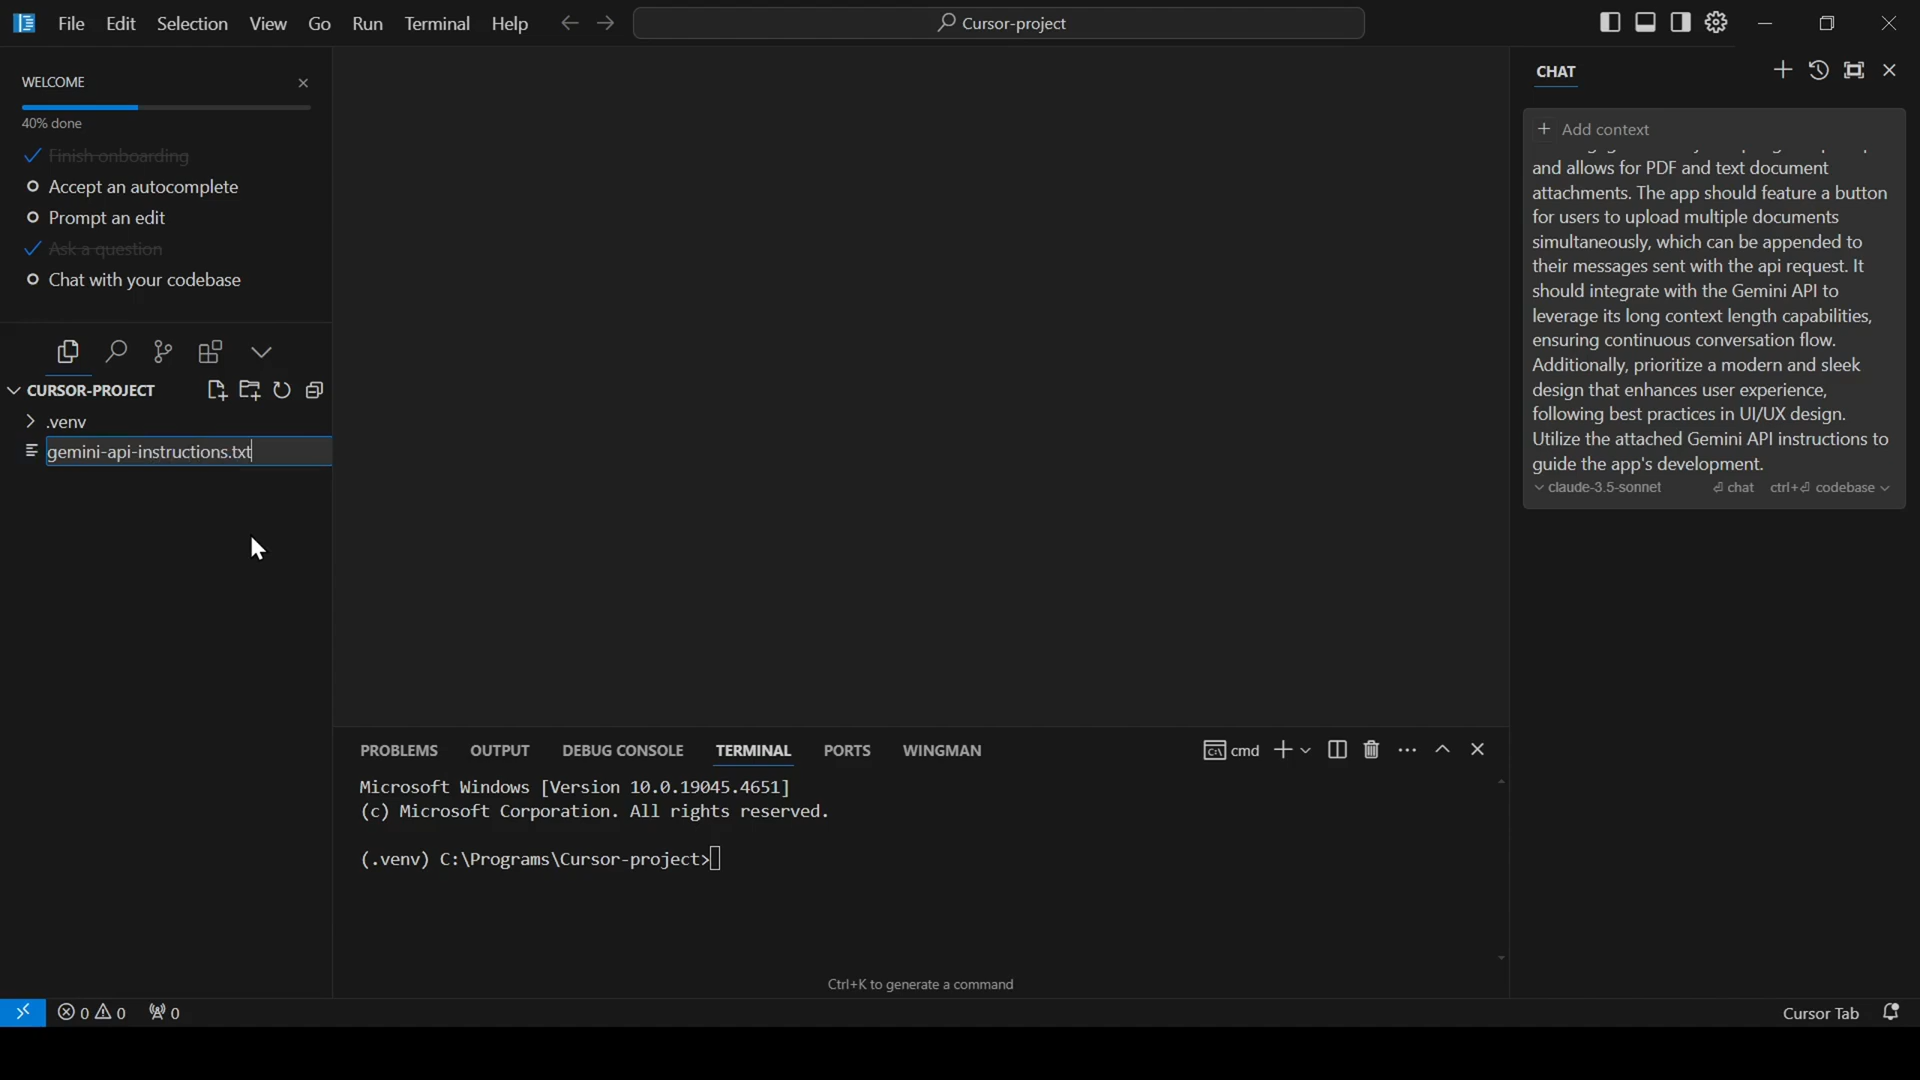 File Edit Selection View Go Run Terminal Help
Cursor-project
WELCOME
40% done
Finish onboarding
Accept an autocomplete
Prompt an edit
Ask a question
Chat with your codebase
CURSOR-PROJECT
.venv
gemini-api-instructions.txt
CHAT
Add context
and allows for PDF and text document
attachments. The app should feature a button
for users to upload multiple documents
simultaneously, which can be appended to
their messages sent with the api request. It
should integrate with the Gemini API to
leverage its long context length capabilities,
ensuring continuous conversation flow.
Additionally, prioritize a modern and sleek
design that enhances user experience,
following best practices in UI/UX design.
Utilize the attached Gemini API instructions to
guide the app's development.
claude-3.5-sonnet ⏎ chat ctrl+⏎ codebase
PROBLEMS OUTPUT DEBUG CONSOLE TERMINAL PORTS WINGMAN
cmd
Microsoft Windows [Version 10.0.19045.4651]
(c) Microsoft Corporation. All rights reserved.
(.venv) C:\Programs\Cursor-project>
Ctrl+K to generate a command
0 0 0
Cursor Tab